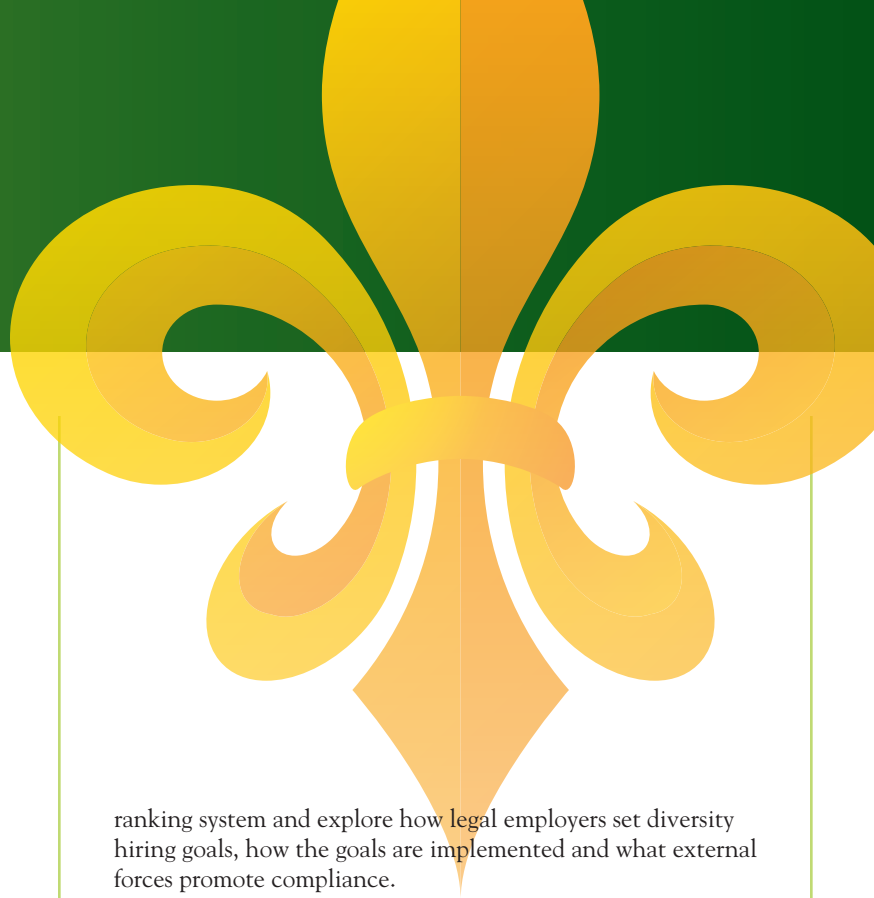 ranking system and explore how legal employers set diversity
hiring goals, how the goals are implemented and what external
forces promote compliance.